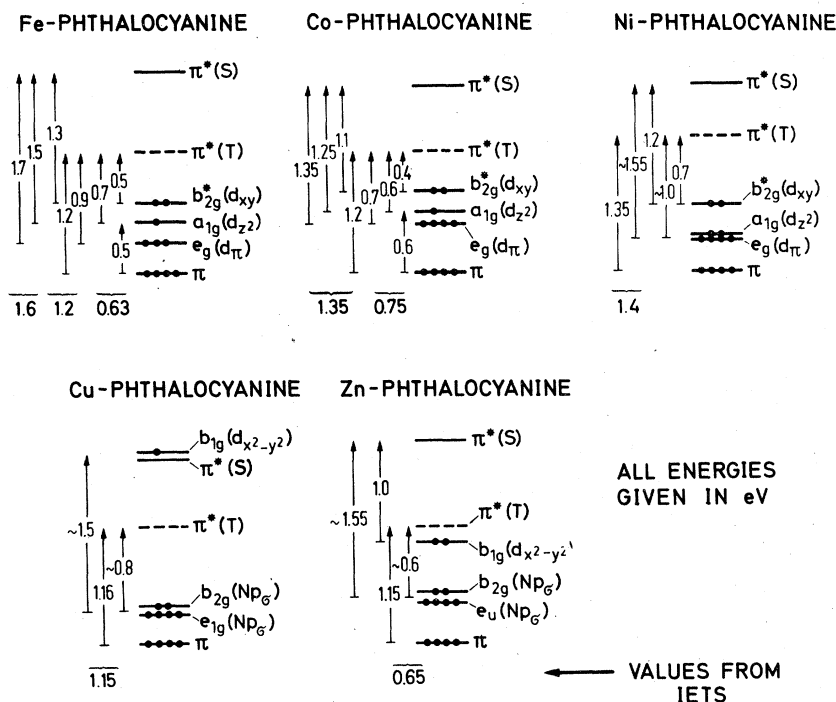 Fe-PHTHALOCYANINE
π*(S)
1.7
1.5
1.3
π*(T)
1.2
0.9
0.7
0.5
b*2g(dxy)
a1g(dz2)
eg(dπ)
0.5
π
1.6 1.2 0.63
Co-PHTHALOCYANINE
π*(S)
1.35
1.25
1.1
π*(T)
1.2
0.7
0.6
0.4
b*2g(dxy)
a1g(dz2)
eg(dπ)
0.6
π
1.35 0.75
Ni-PHTHALOCYANINE
π*(S)
1.35
~1.55
1.2
π*(T)
~1.0
0.7
b*2g(dxy)
a1g(dz2)
eg(dπ)
π
1.4
Cu-PHTHALOCYANINE
b1g(dx2-y2)
π*(S)
~1.5
π*(T)
1.16
~0.8
b2g(Npσ)
e1g(Npσ)
π
1.15
Zn-PHTHALOCYANINE
π*(S)
~1.55
1.0
π*(T)
1.15
~0.6
b1g(dx2-y2)
b2g(Npσ)
eu(Npσ)
π
0.65
ALL ENERGIES
GIVEN IN eV
VALUES FROM
IETS